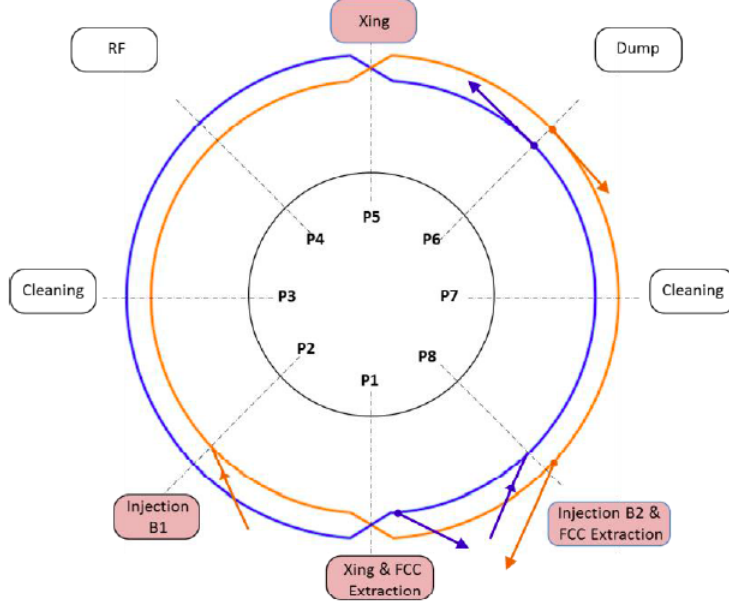 Xing
RF
Dump
P5
P4
P6
Cleaning
P3
P7
Cleaning
P2
P8
P1
Injection
B1
Injection B2 &
FCC Extraction
Xing & FCC
Extraction